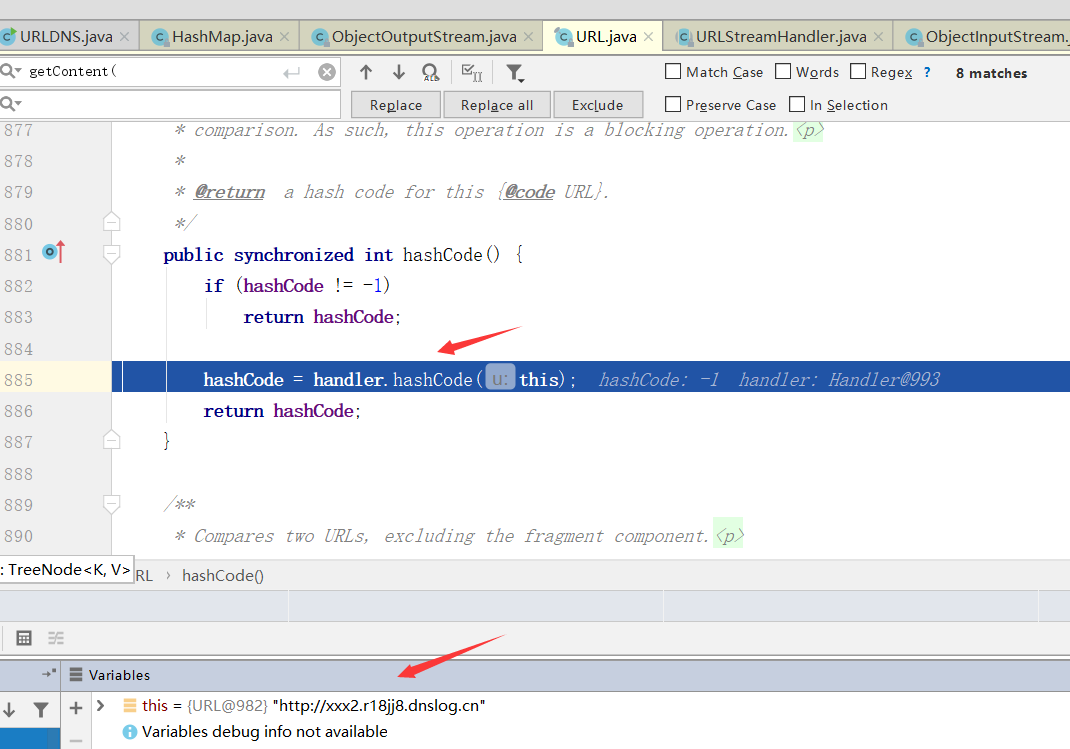 URLDNS.java HashMap.java ObjectOutputStream.java URL.java URLStreamHandler.java ObjectInputStream.
getContent( Match Case Words Regex ? 8 matches
Replace Replace all Exclude Preserve Case In Selection
877 * comparison. As such, this operation is a blocking operation.<p>
878 *
879 * @return a hash code for this {@code URL}.
880 */
881 public synchronized int hashCode() {
882 if (hashCode != -1)
883 return hashCode;
884
885 hashCode = handler.hashCode( u: this); hashCode: -1 handler: Handler@993
886 return hashCode;
887 }
888
889 /**
890 * Compares two URLs, excluding the fragment component.<p>
: TreeNode<K, V> RL › hashCode()
Variables
this = {URL@982} "http://xxx2.r18jj8.dnslog.cn"
Variables debug info not available